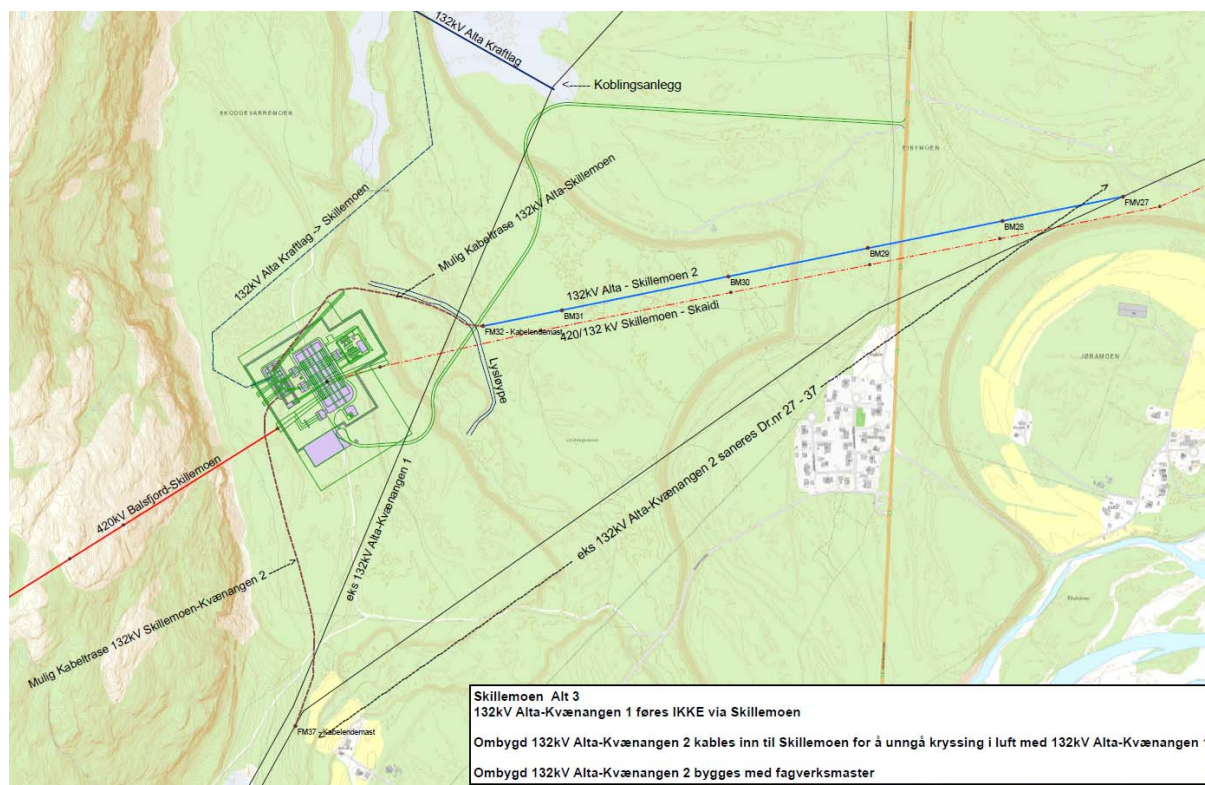 132kV Alta Kraftlag
Koblingsanlegg
SKODDEVARREMOEN
EIBYMOEN
Mulig Kabeltrase 132kV Alta-Skillemoen
132kV Alta Kraftlag -> Skillemoen
FMV27
BM28
BM29
BM30
BM31
132kV Alta - Skillemoen 2
420/132 kV Skillemoen - Skaidi
FM32 - Kabelendemast
Lysløype
JØRAMOEN
eks 132kV Alta-Kvænangen 2 saneres Dr.nr 27 - 37
420kV Balsfjord-Skillemoen
eks 132kV Alta-Kvænangen 1
Mulig Kabeltrase 132kV Skillemoen-Kvænangen 2
FM37 - Kabelendemast
Skillemoen Alt 3
132kV Alta-Kvænangen 1 føres IKKE via Skillemoen
Ombygd 132kV Alta-Kvænangen 2 kables inn til Skillemoen for å unngå kryssing i luft med 132kV Alta-Kvænangen 1
Ombygd 132kV Alta-Kvænangen 2 bygges med fagverksmaster